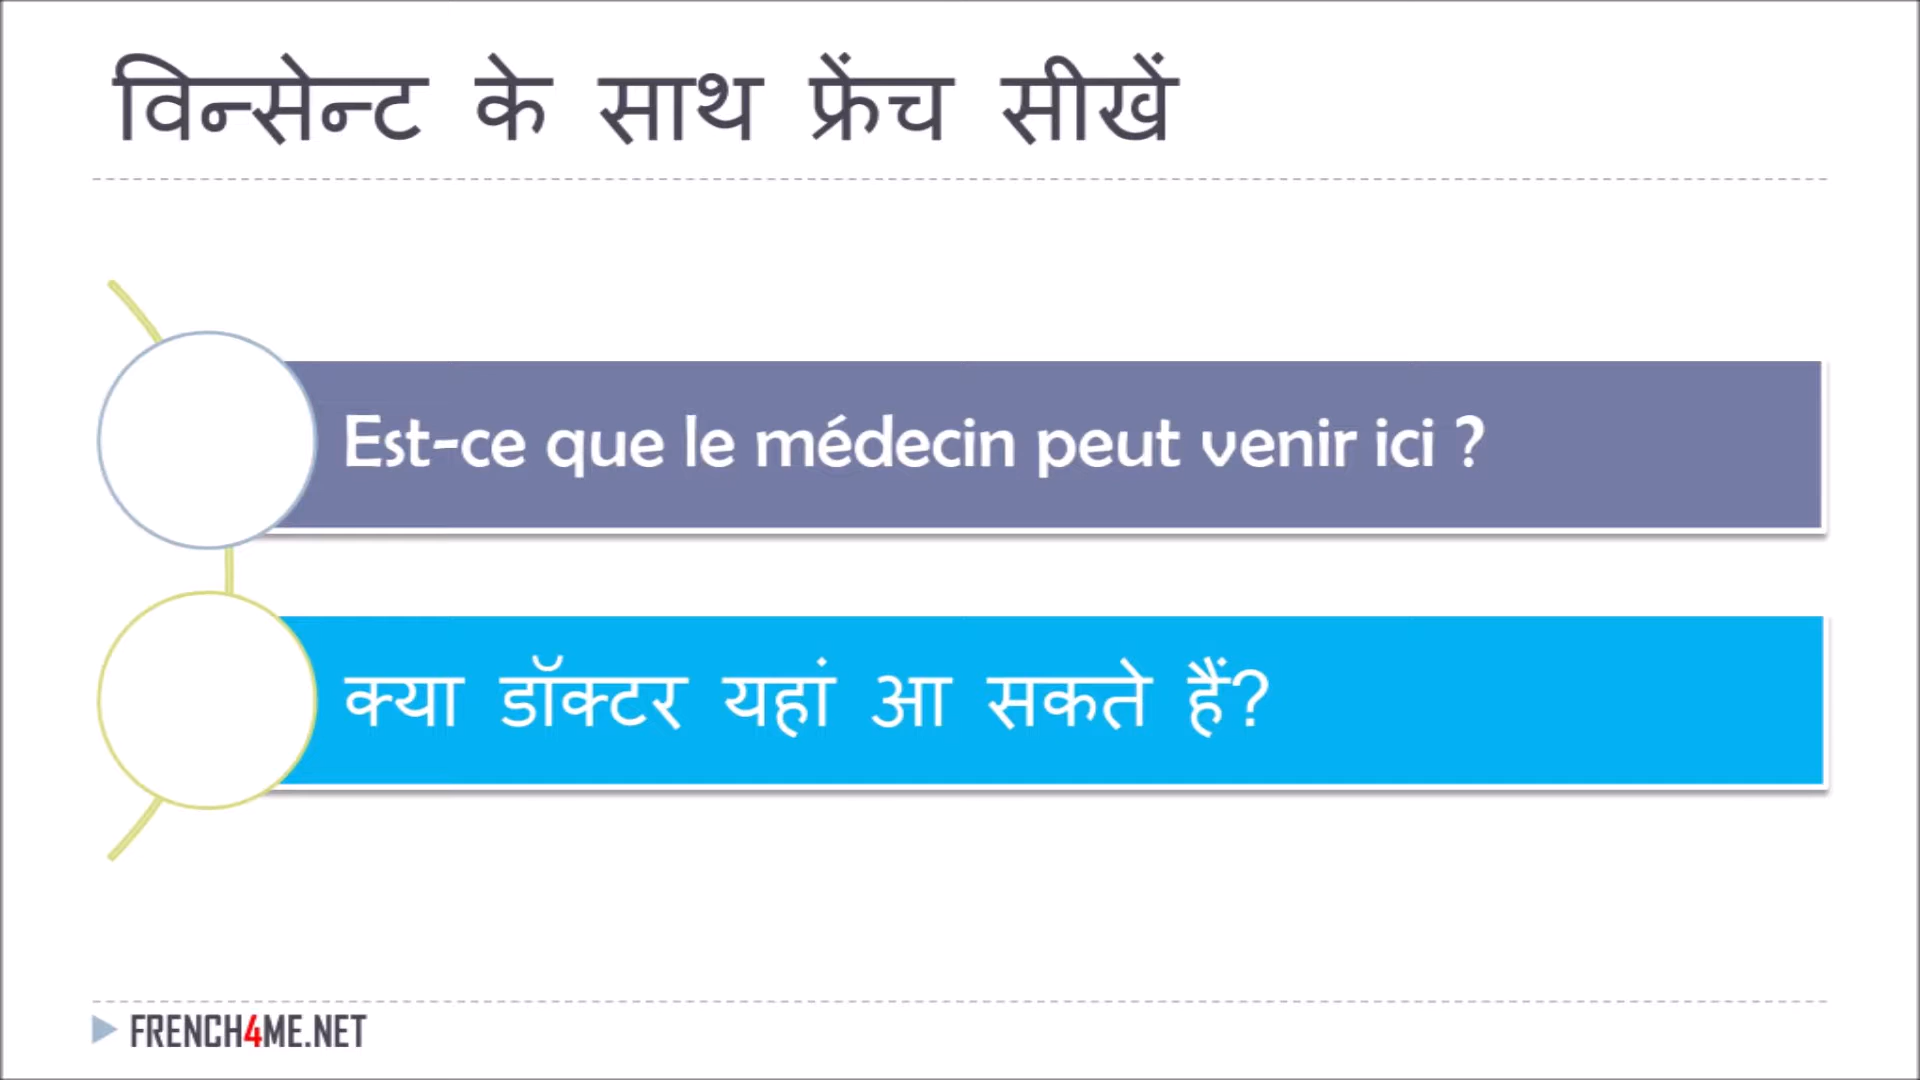 विन्सेन्ट के साथ फ्रेंच सीखें
Est-ce que le médecin peut venir ici ?
क्या डॉक्टर यहां आ सकते हैं?
FRENCH4ME.NET